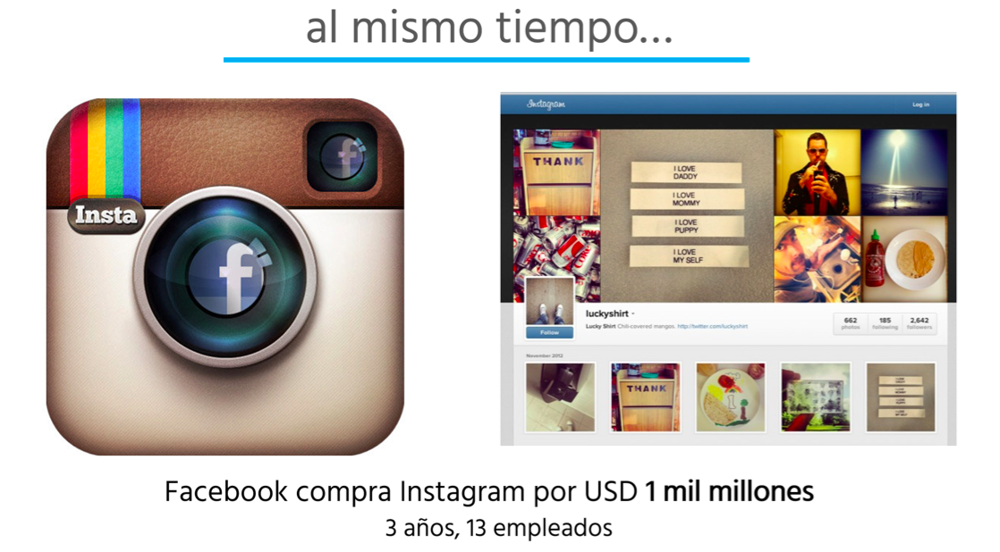 al mismo tiempo...
Insta
f
f
Instagram
Log in
THANK
I LOVE
DADDY
I LOVE
MOMMY
I LOVE
PUPPY
I LOVE
MY SELF
luckyshirt
Lucky Shirt Chili-covered mangos. http://twitter.com/luckyshirt
Follow
662 185 2,642
photos following followers
November 2012
THANK
Facebook compra Instagram por USD 1 mil millones
3 años, 13 empleados